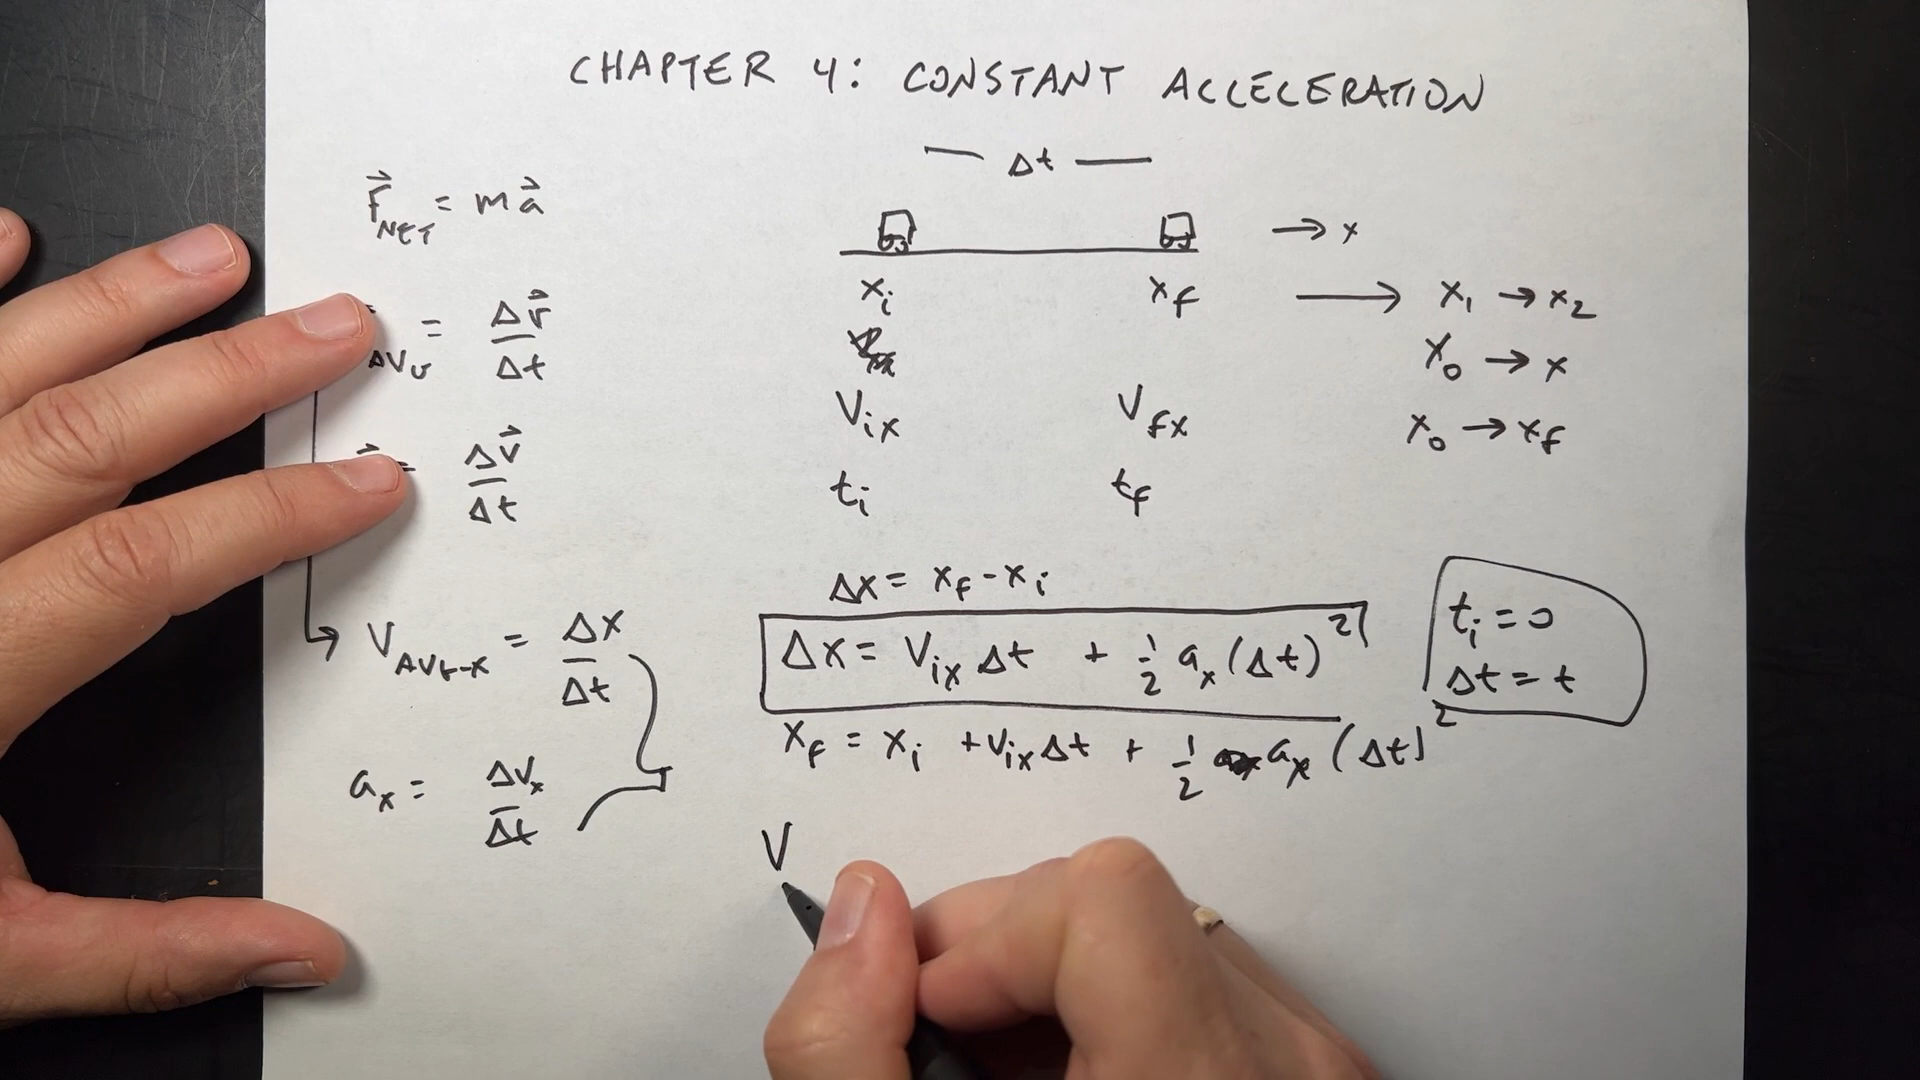 CHAPTER 4: CONSTANT ACCELERATION
F⃗NET = ma⃗
AVG = Δr⃗/Δt
= Δv⃗/Δt
VAVG-x = Δx/Δt
ax = ΔVx/Δt
— Δt —
→ x
xi xf → x1 → x2
x0 → x
Vix Vfx x0 → xf
ti tf
Δx = xf - xi
Δx = Vix Δt + 1/2 ax (Δt)²
xf = xi + Vix Δt + 1/2 ax (Δt)²
ti = 0
Δt = t
V